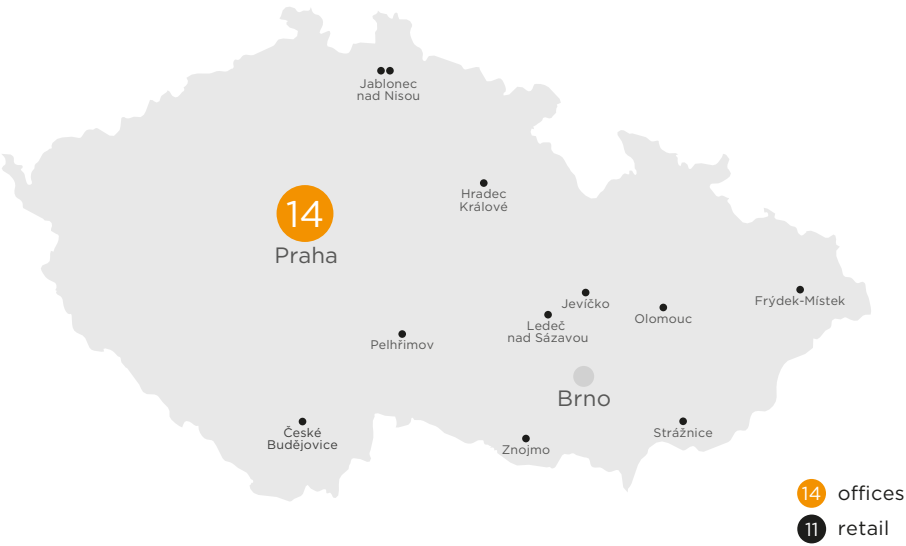 Jablonec
nad Nisou
Hradec
Králové
14
Praha
Jevíčko
Frýdek-Místek
Olomouc
Ledeč
nad Sázavou
Pelhřimov
Brno
České
Budějovice
Strážnice
Znojmo
14 offices
11 retail